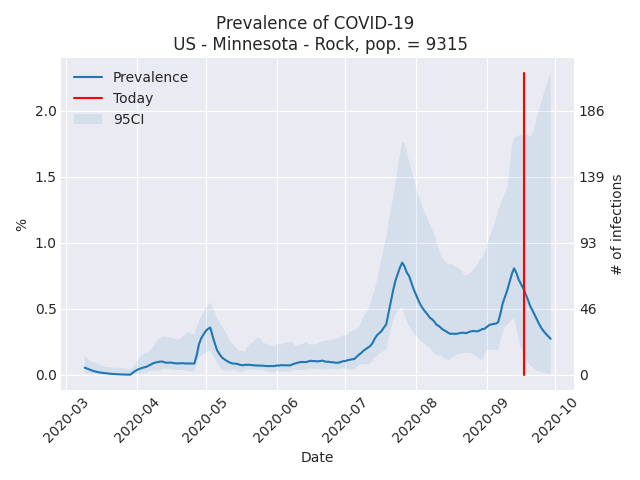 Prevalence of COVID-19
US - Minnesota - Rock, pop. = 9315
Prevalence
Today
95CI
2.0
1.5
1.0
0.5
0.0
%
186
139
93
46
0
# of infections
2020-03
2020-04
2020-05
2020-06
2020-07
2020-08
2020-09
2020-10
Date